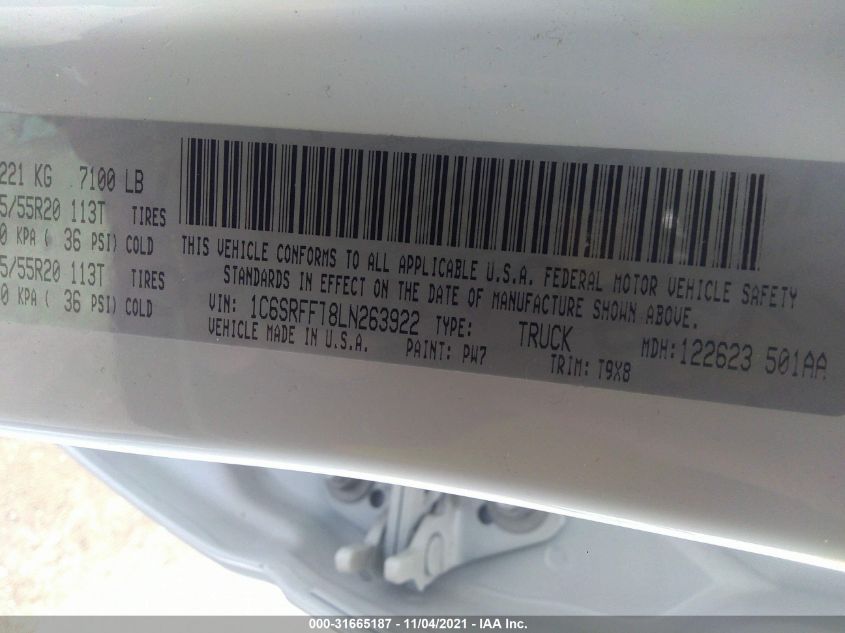 221 KG 7100 LB
5/55R20 113T TIRES
0 KPA ( 36 PSI) COLD
5/55R20 113T TIRES
0 KPA ( 36 PSI) COLD
THIS VEHICLE CONFORMS TO ALL APPLICABLE U.S.A. FEDERAL MOTOR VEHICLE SAFETY
STANDARDS IN EFFECT ON THE DATE OF MANUFACTURE SHOWN ABOVE.
VIN: 1C6SRFFT8LN263922 TYPE: TRUCK MDH: 122623 501AA
VEHICLE MADE IN U.S.A. PAINT: PW7 TRIM: T9X8
000-31665187 - 11/04/2021 - IAA Inc.